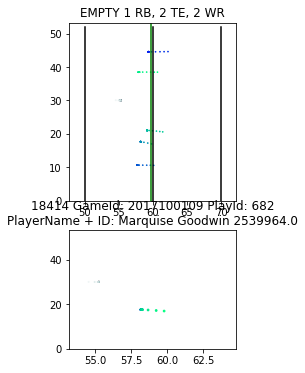 EMPTY 1 RB, 2 TE, 2 WR
50
40
30
20
10
0
50 55 60 65 70
18414 GameId: 2017100109 PlayId: 682
PlayerName + ID: Marquise Goodwin 2539964.0
40
20
0
55.0 57.5 60.0 62.5